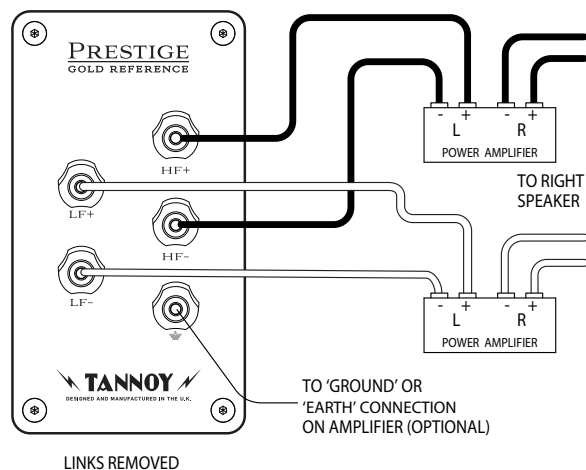 PRESTIGE
GOLD REFERENCE
HF+
LF+
HF-
LF-
TANNOY
DESIGNED AND MANUFACTURED IN THE U.K.
LINKS REMOVED
- + - +
L R
POWER AMPLIFIER
TO RIGHT
SPEAKER
- + - +
L R
POWER AMPLIFIER
TO ‘GROUND’ OR
‘EARTH’ CONNECTION
ON AMPLIFIER (OPTIONAL)